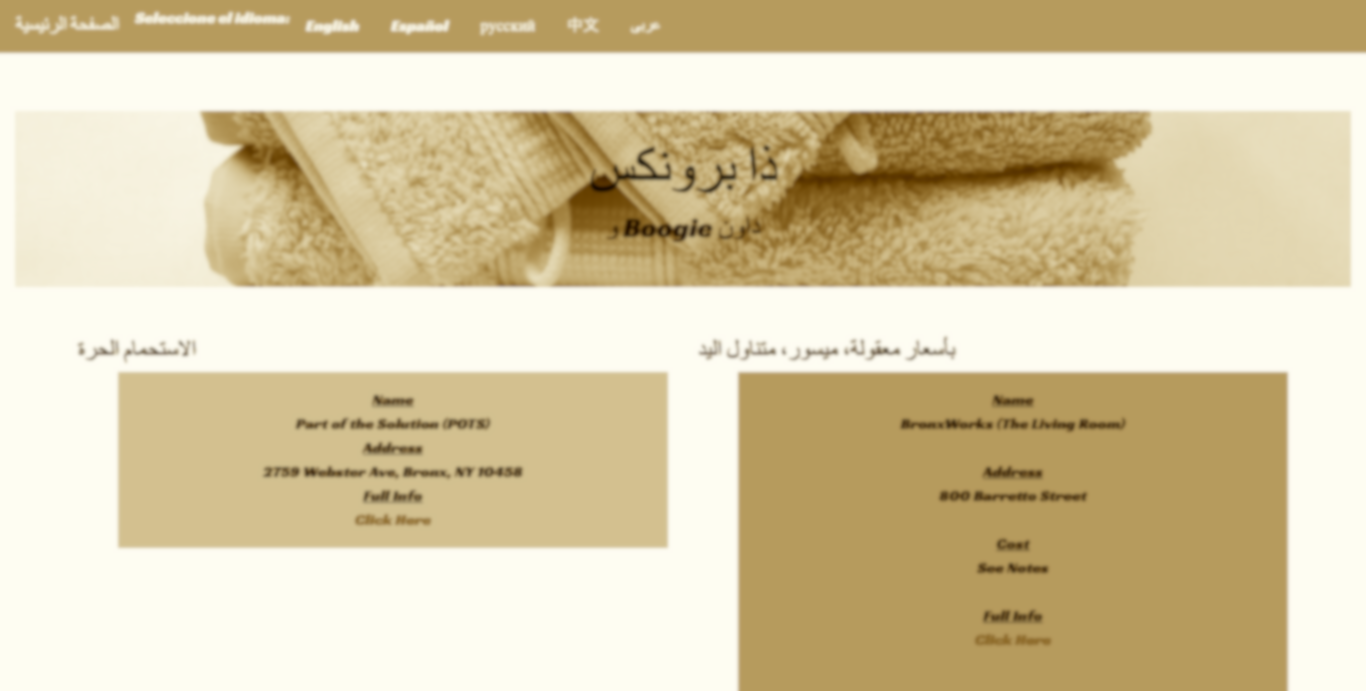 الصفحة الرئيسية
Seleccione el idioma:
English
Español
русский
中文
عربى
ذا برونكس
داون Boogie و
الاستحمام الحرة
Name
Part of the Solution (POTS)
Address
2759 Webster Ave, Bronx, NY 10458
Full Info
Click Here
بأسعار معقولة، ميسور، متناول اليد
Name
BronxWorks (The Living Room)
Address
800 Barretto Street
Cost
See Notes
Full Info
Click Here